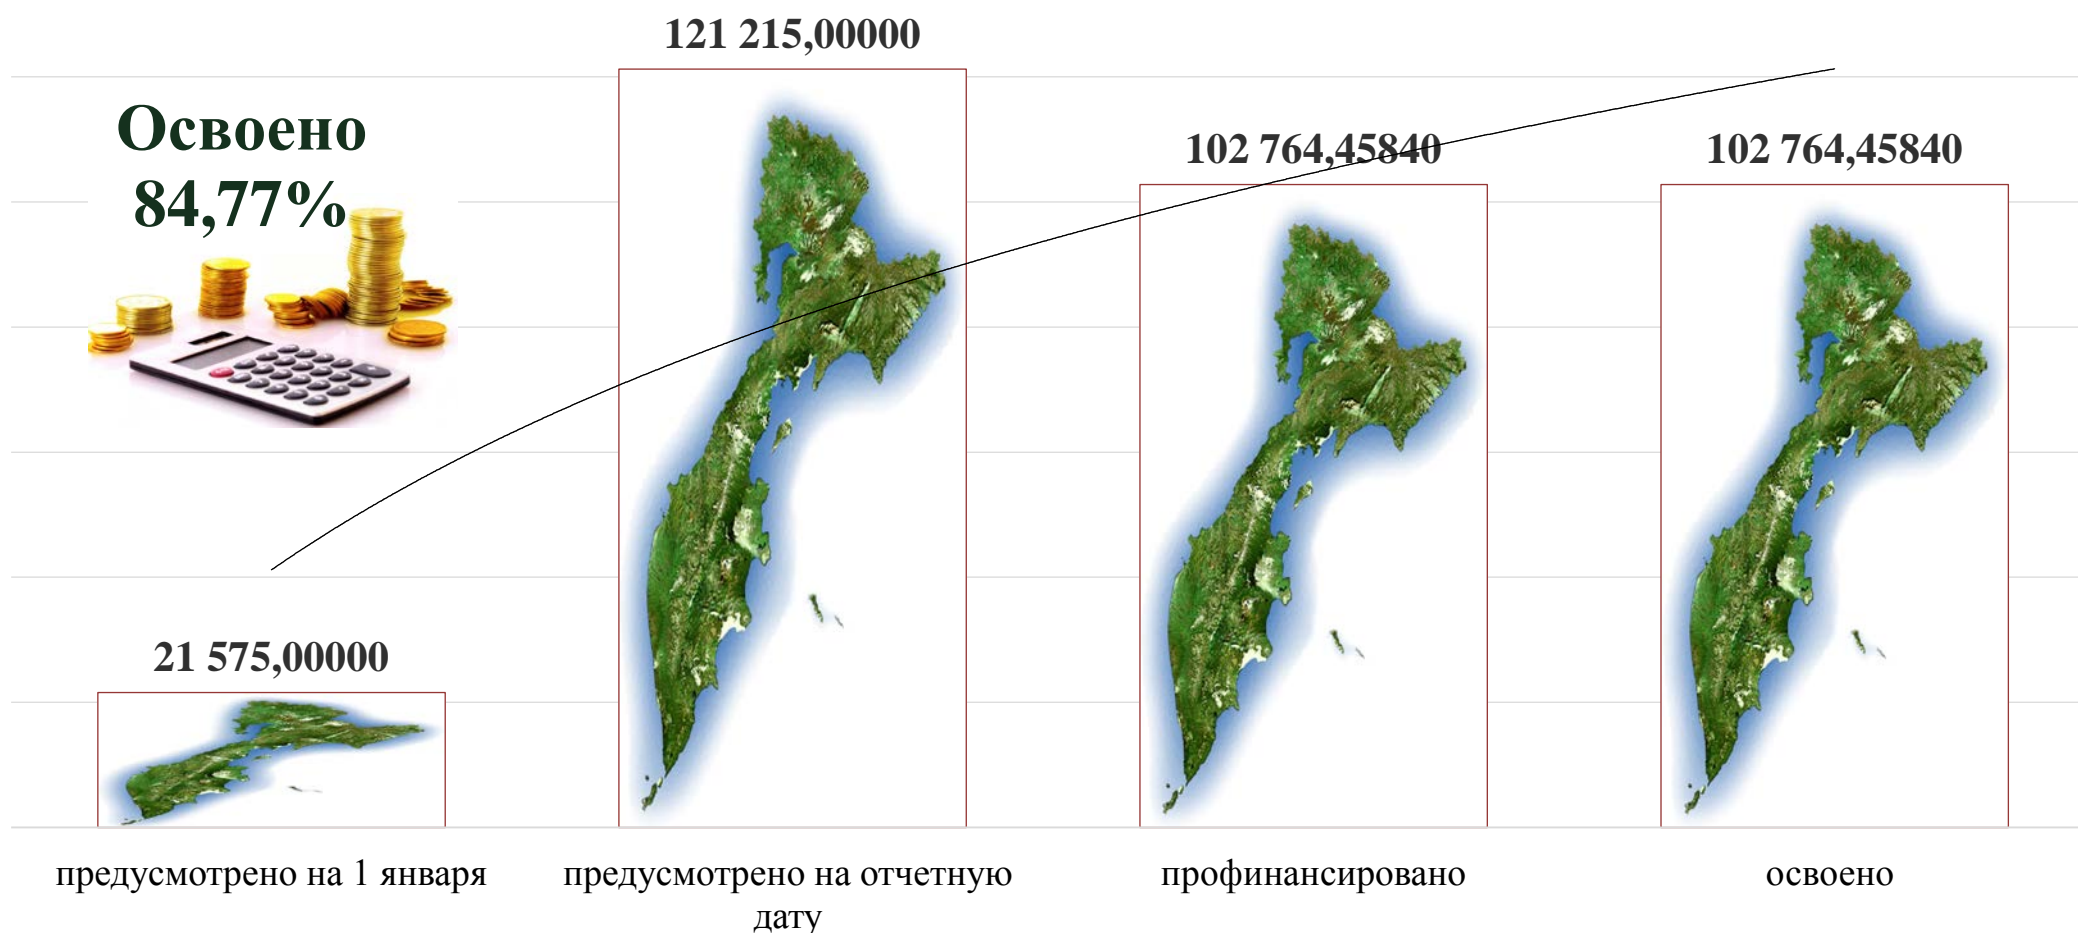 121 215,00000
Освоено
84,77%
102 764,45840
102 764,45840
21 575,00000
предусмотрено на 1 января
предусмотрено на отчетную
дату
профинансировано
освоено